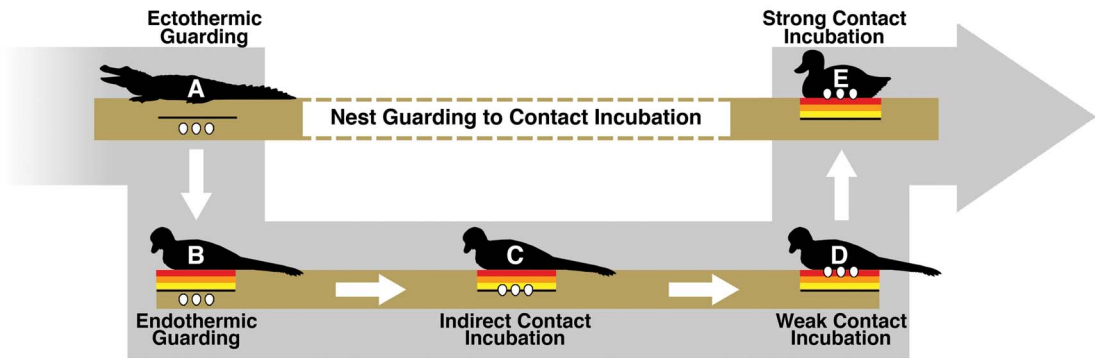 Ectothermic
Guarding
Strong Contact
Incubation
A
E
Nest Guarding to Contact Incubation
B
C
D
Endothermic
Guarding
Indirect Contact
Incubation
Weak Contact
Incubation